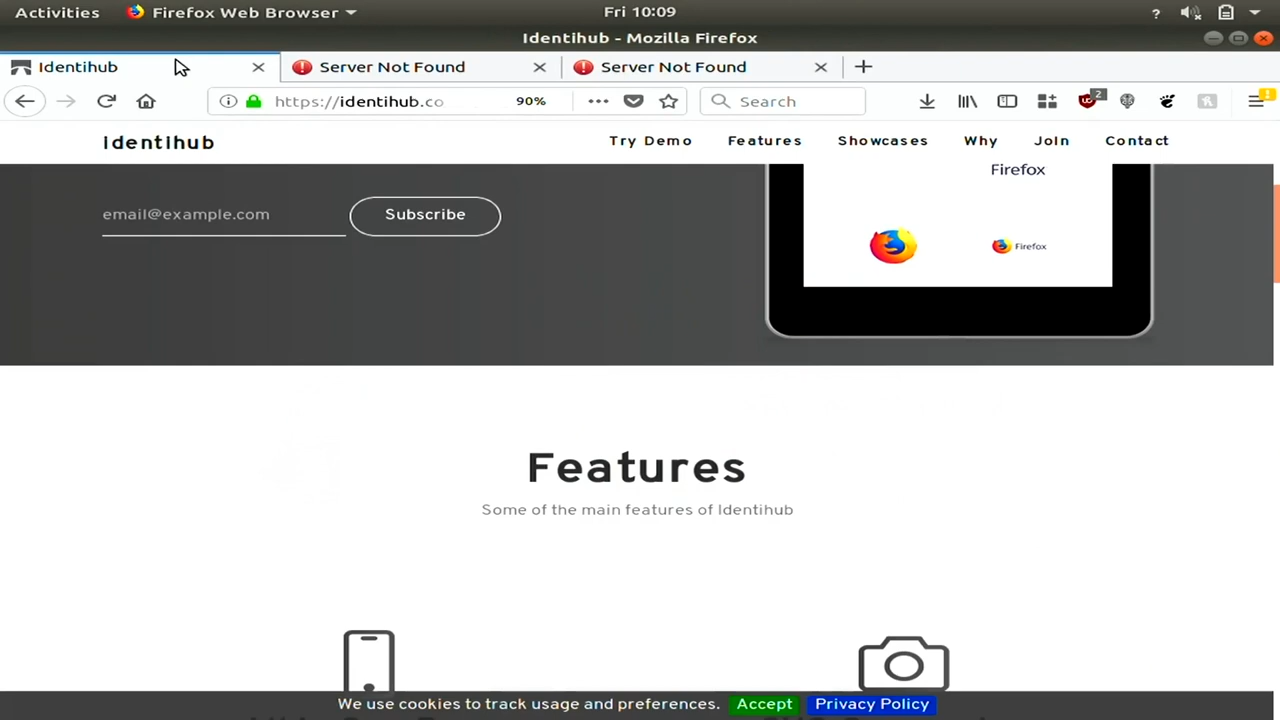 Activities Firefox Web Browser Fri 10:09 ?
Identihub - Mozilla Firefox
Identihub Server Not Found Server Not Found
https://identihub.co 90% Search 2
Identihub Try Demo Features Showcases Why Join Contact
Firefox
email@example.com Subscribe
Firefox
Features
Some of the main features of Identihub
We use cookies to track usage and preferences. Accept Privacy Policy